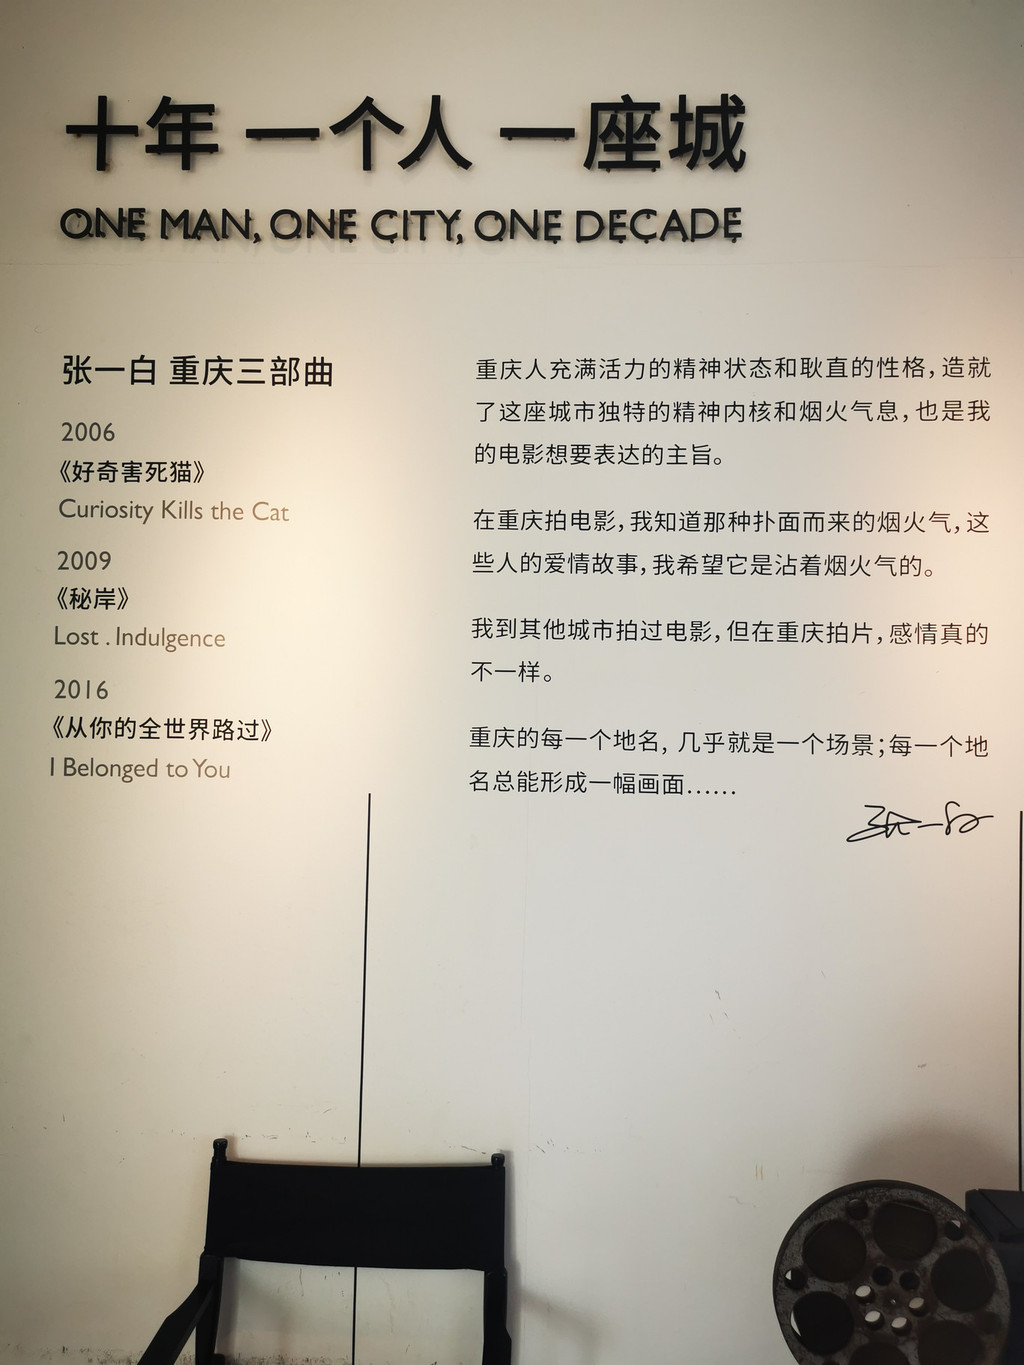 十年 一个人 一座城
ONE MAN, ONE CITY, ONE DECADE
张一白 重庆三部曲
2006
《好奇害死猫》
Curiosity Kills the Cat
2009
《秘岸》
Lost . Indulgence
2016
《从你的全世界路过》
I Belonged to You
重庆人充满活力的精神状态和耿直的性格，造就
了这座城市独特的精神内核和烟火气息，也是我
的电影想要表达的主旨。
在重庆拍电影，我知道那种扑面而来的烟火气，这
些人的爱情故事，我希望它是沾着烟火气的。
我到其他城市拍过电影，但在重庆拍片，感情真的
不一样。
重庆的每一个地名, 几乎就是一个场景；每一个地
名总能形成一幅画面……
张一白